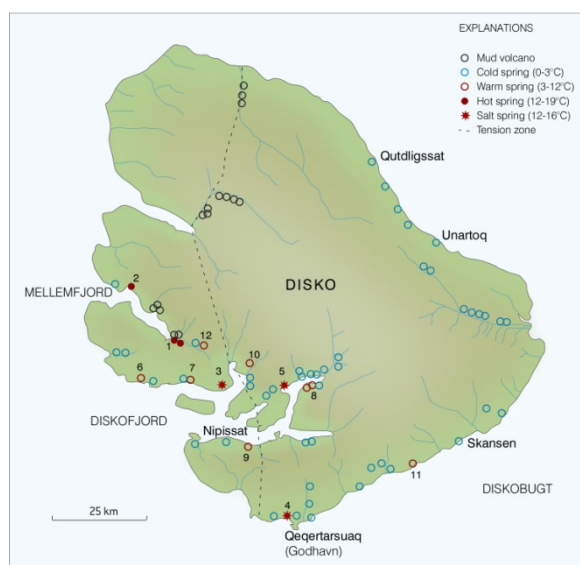 EXPLANATIONS
Mud volcano
Cold spring (0-3°C)
Warm spring (3-12°C)
Hot spring (12-19°C)
Salt spring (12-16°C)
Tension zone
Qutdligssat
Unartoq
DISKO
2
MELLEMFJORD
1
12
10
6
7
3
5
8
DISKOFJORD
Nipissat
9
Skansen
11
DISKOBUGT
4
25 km
Qeqertarsuaq
(Godhavn)